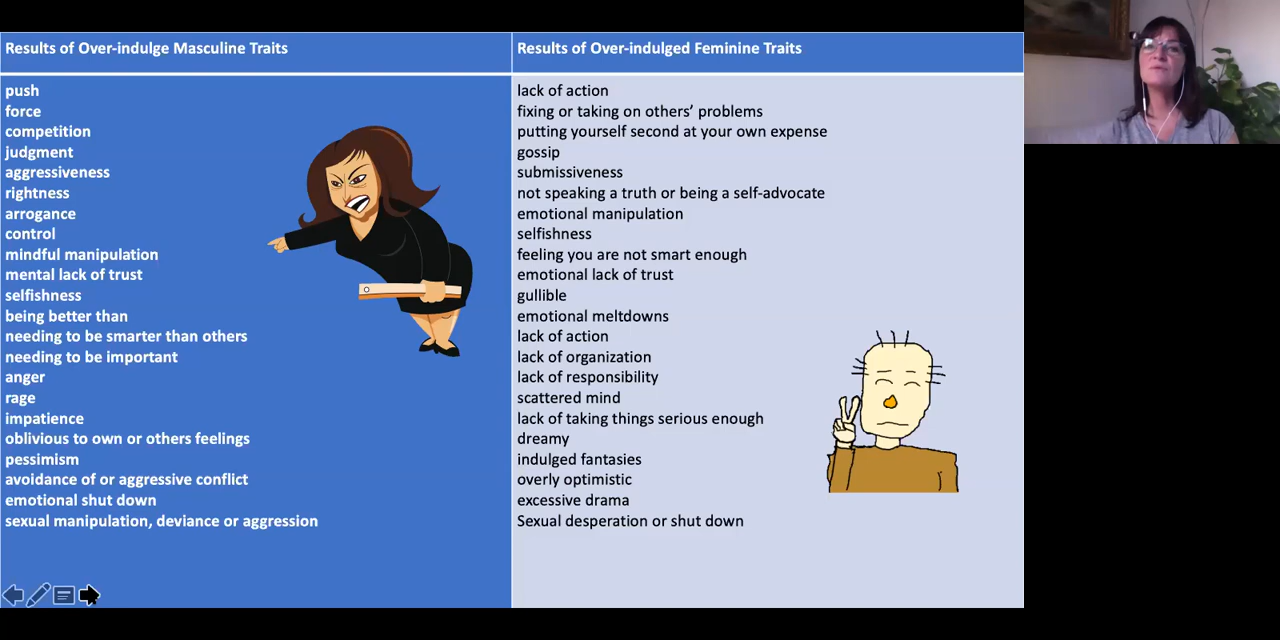 Results of Over-indulge Masculine Traits
push
force
competition
judgment
aggressiveness
rightness
arrogance
control
mindful manipulation
mental lack of trust
selfishness
being better than
needing to be smarter than others
needing to be important
anger
rage
impatience
oblivious to own or others feelings
pessimism
avoidance of or aggressive conflict
emotional shut down
sexual manipulation, deviance or aggression
Results of Over-indulged Feminine Traits
lack of action
fixing or taking on others’ problems
putting yourself second at your own expense
gossip
submissiveness
not speaking a truth or being a self-advocate
emotional manipulation
selfishness
feeling you are not smart enough
emotional lack of trust
gullible
emotional meltdowns
lack of action
lack of organization
lack of responsibility
scattered mind
lack of taking things serious enough
dreamy
indulged fantasies
overly optimistic
excessive drama
Sexual desperation or shut down